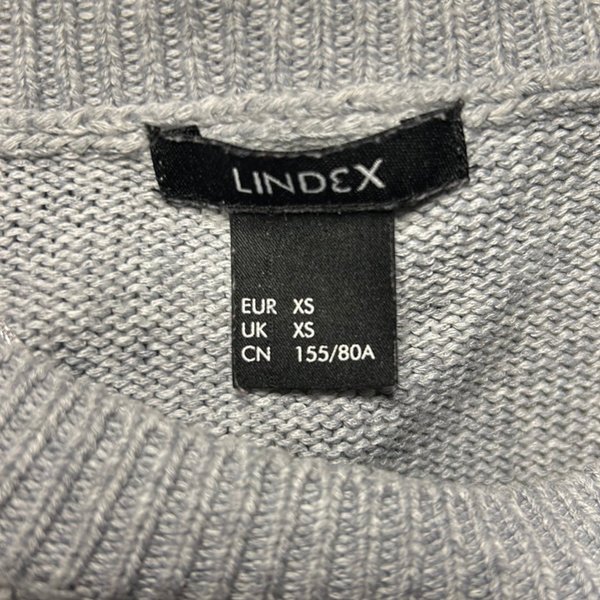 LINDEX
EUR XS
UK XS
CN 155/80A